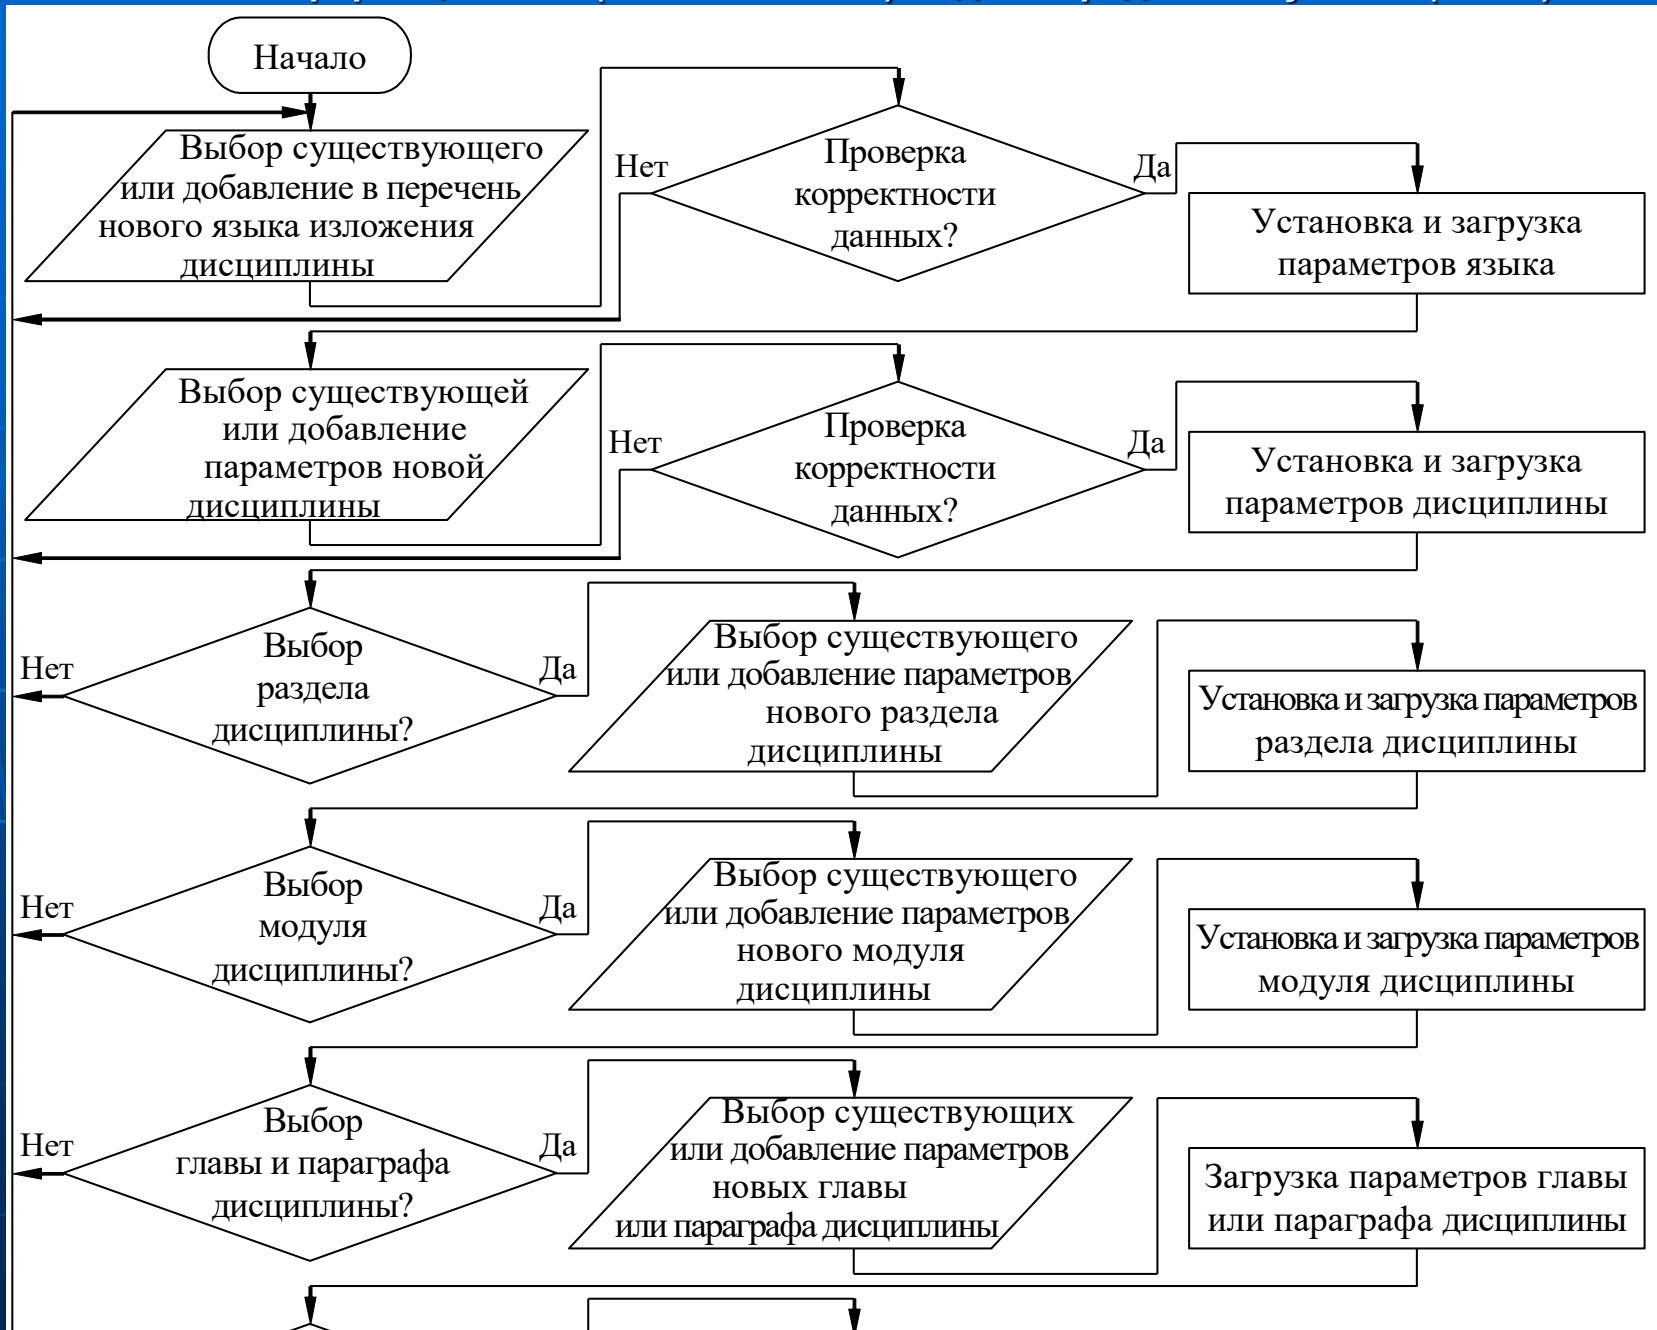 Начало
Выбор существующего
или добавление в перечень
нового языка изложения
дисциплины
Нет
Проверка
корректности
данных?
Да
Установка и загрузка
параметров языка
Выбор существующей
или добавление
параметров новой
дисциплины
Нет
Проверка
корректности
данных?
Да
Установка и загрузка
параметров дисциплины
Нет
Выбор
раздела
дисциплины?
Да
Выбор существующего
или добавление параметров
нового раздела
дисциплины
Установка и загрузка параметров
раздела дисциплины
Нет
Выбор
модуля
дисциплины?
Да
Выбор существующего
или добавление параметров
нового модуля
дисциплины
Установка и загрузка параметров
модуля дисциплины
Нет
Выбор
главы и параграфа
дисциплины?
Да
Выбор существующих
или добавление параметров
новых главы
или параграфа дисциплины
Загрузка параметров главы
или параграфа дисциплины